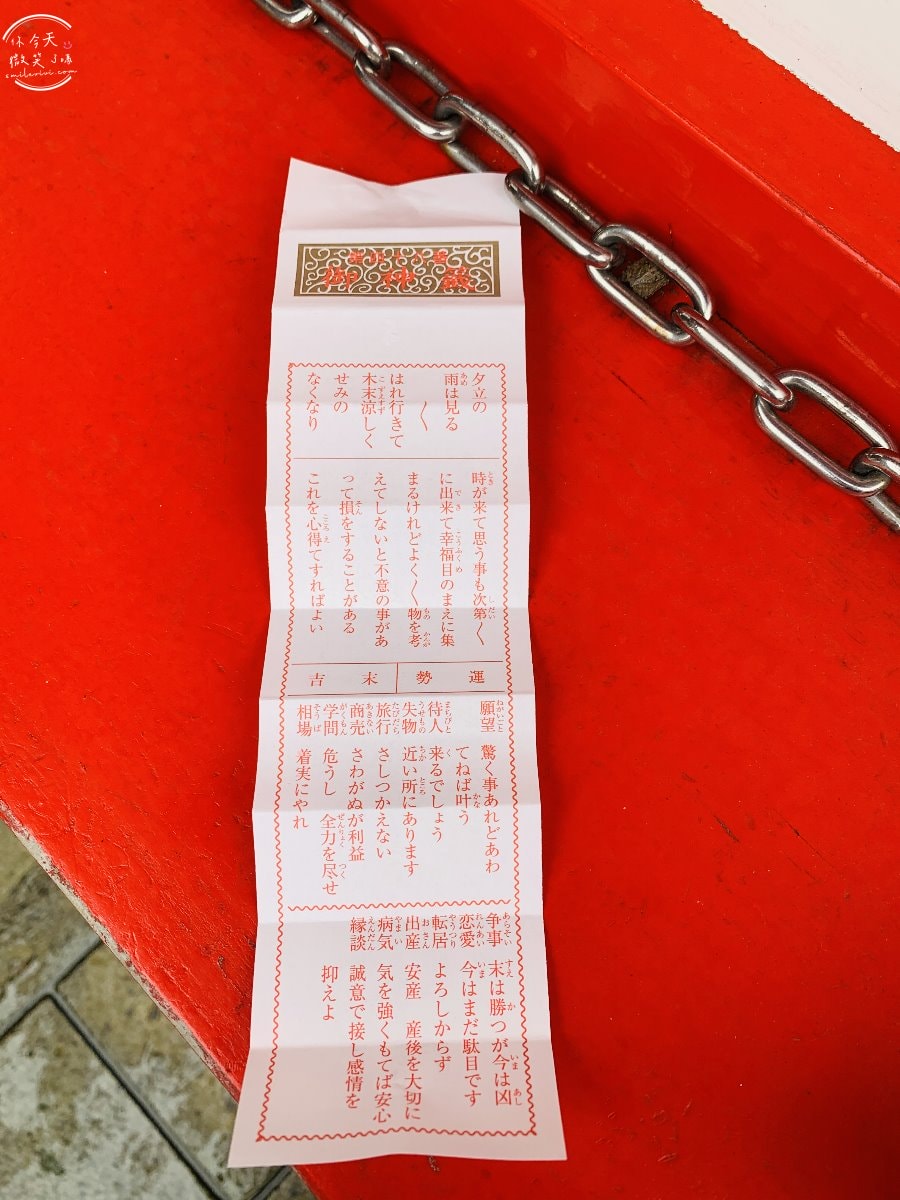 你今天
微笑了嗎
smilevivi.com
御神籤
夕立の
雨は見る
〱
はれ行きて
木末涼しく
せみの
なくなり
時が来て思う事も次第〱
に出来て幸福目のまえに集
まるけれどよく〱物を考
えてしないと不意の事があ
って損をすることがある
これを心得てすればよい
運勢 末吉
願望 驚く事あれどあわ
てねば叶う
待人 来るでしょう
失物 近い所にあります
旅行 さしつかえない
商売 さわがぬが利益
学問 危うし 全力を尽せ
相場 着実にやれ
争事 末は勝つが今は凶
恋愛 今はまだ駄目です
転居 よろしからず
出産 安産 産後を大切に
病気 気を強くもてば安心
縁談 誠意で接し感情を
抑えよ